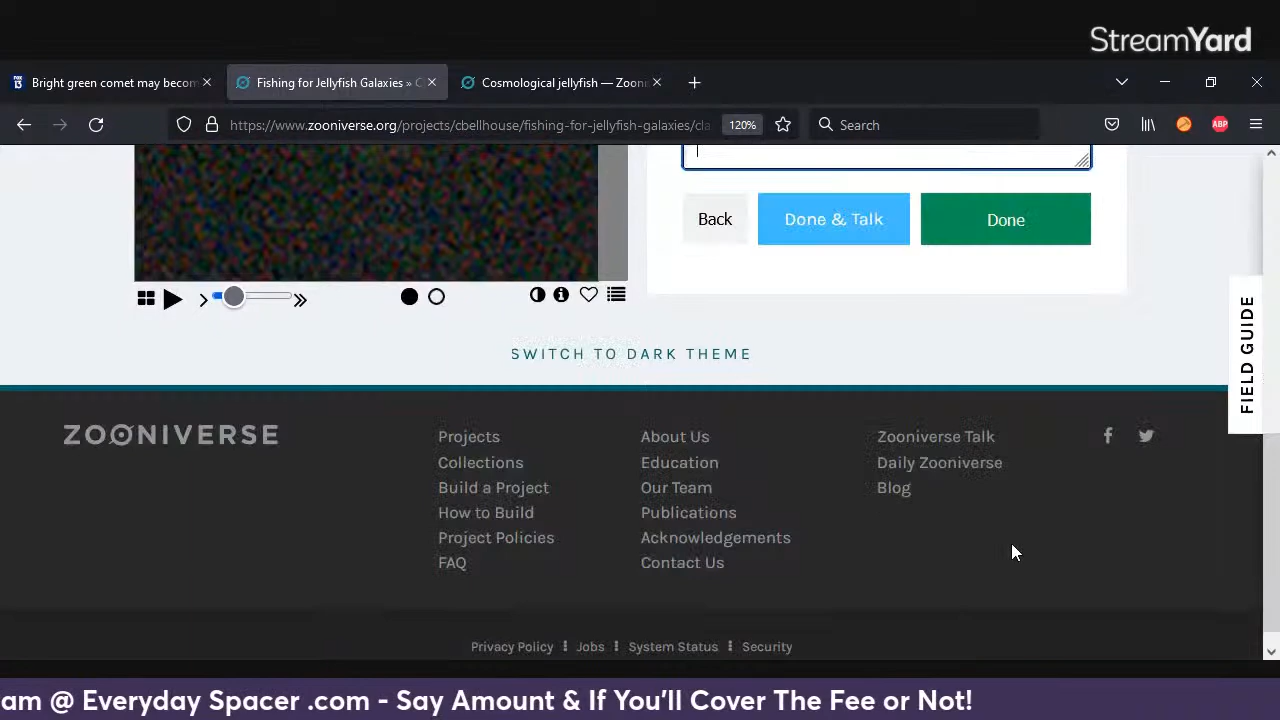 StreamYard
Bright green comet may becom
Fishing for Jellyfish Galaxies » C
Cosmological jellyfish — Zoon
https://www.zooniverse.org/projects/cbellhouse/fishing-for-jellyfish-galaxies/cla
120%
Search
ABP
Back
Done & Talk
Done
SWITCH TO DARK THEME
FIELD GUIDE
ZOONIVERSE
Projects
Collections
Build a Project
How to Build
Project Policies
FAQ
About Us
Education
Our Team
Publications
Acknowledgements
Contact Us
Zooniverse Talk
Daily Zooniverse
Blog
Privacy Policy
Jobs
System Status
Security
am @ Everyday Spacer .com - Say Amount & If You'll Cover The Fee or Not!